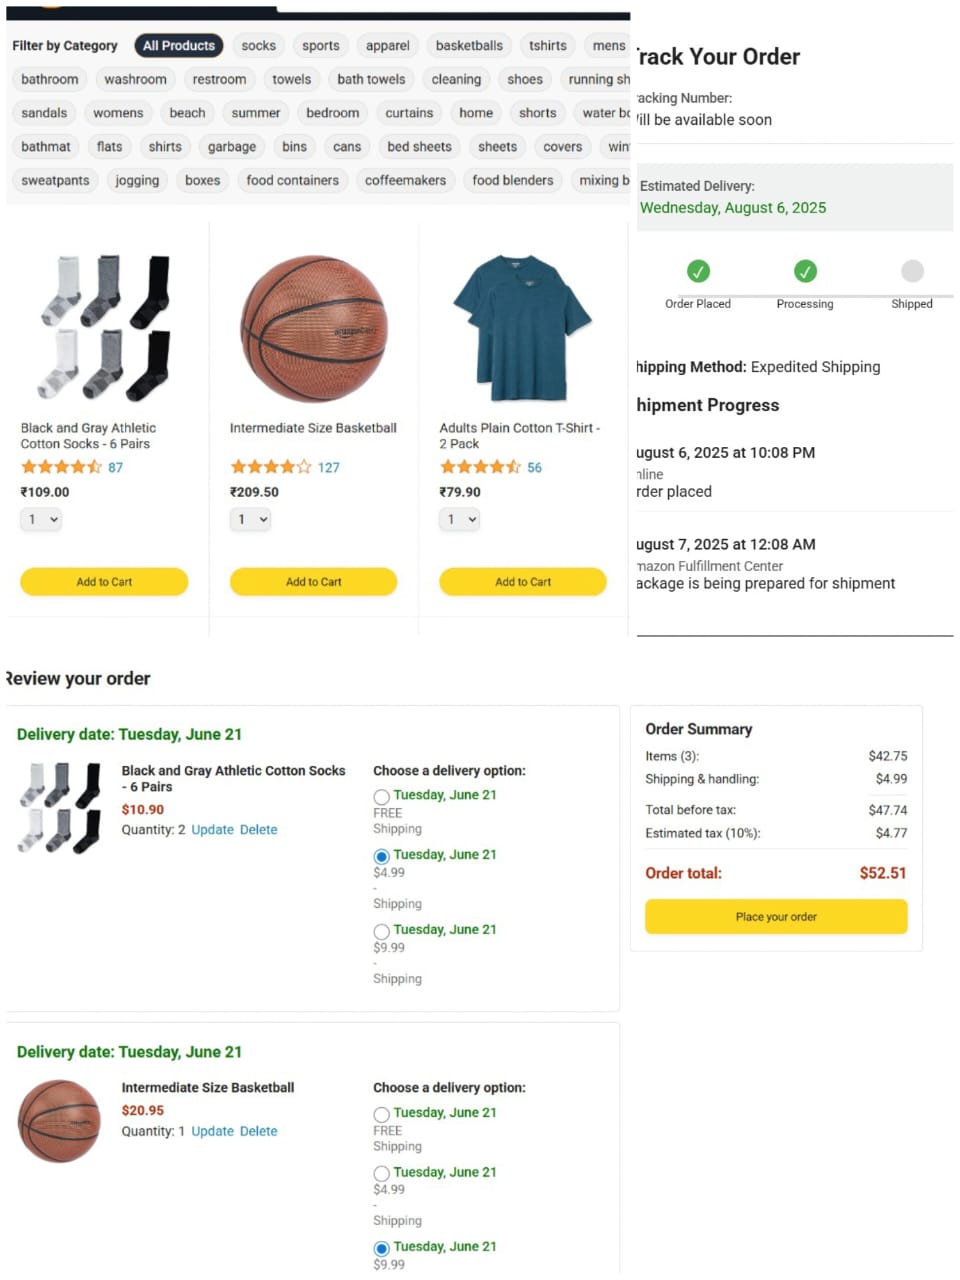 Filter by Category All Products socks sports apparel basketballs tshirts mens
bathroom washroom restroom towels bath towels cleaning shoes running sh
sandals womens beach summer bedroom curtains home shorts water bo
bathmat flats shirts garbage bins cans bed sheets sheets covers win
sweatpants jogging boxes food containers coffeemakers food blenders mixing b
Black and Gray Athletic
Cotton Socks - 6 Pairs
87
₹109.00
1
Add to Cart
Intermediate Size Basketball
127
₹209.50
1
Add to Cart
Adults Plain Cotton T-Shirt -
2 Pack
56
₹79.90
1
Add to Cart
rack Your Order
racking Number:
ill be available soon
Estimated Delivery:
Wednesday, August 6, 2025
Order Placed Processing Shipped
hipping Method: Expedited Shipping
hipment Progress
ugust 6, 2025 at 10:08 PM
nline
rder placed
ugust 7, 2025 at 12:08 AM
mazon Fulfillment Center
ackage is being prepared for shipment
Review your order
Delivery date: Tuesday, June 21
Black and Gray Athletic Cotton Socks
- 6 Pairs
$10.90
Quantity: 2 Update Delete
Choose a delivery option:
Tuesday, June 21
FREE
Shipping
Tuesday, June 21
$4.99
-
Shipping
Tuesday, June 21
$9.99
-
Shipping
Order Summary
Items (3): $42.75
Shipping & handling: $4.99
Total before tax: $47.74
Estimated tax (10%): $4.77
Order total: $52.51
Place your order
Delivery date: Tuesday, June 21
Intermediate Size Basketball
$20.95
Quantity: 1 Update Delete
Choose a delivery option:
Tuesday, June 21
FREE
Shipping
Tuesday, June 21
$4.99
-
Shipping
Tuesday, June 21
$9.99